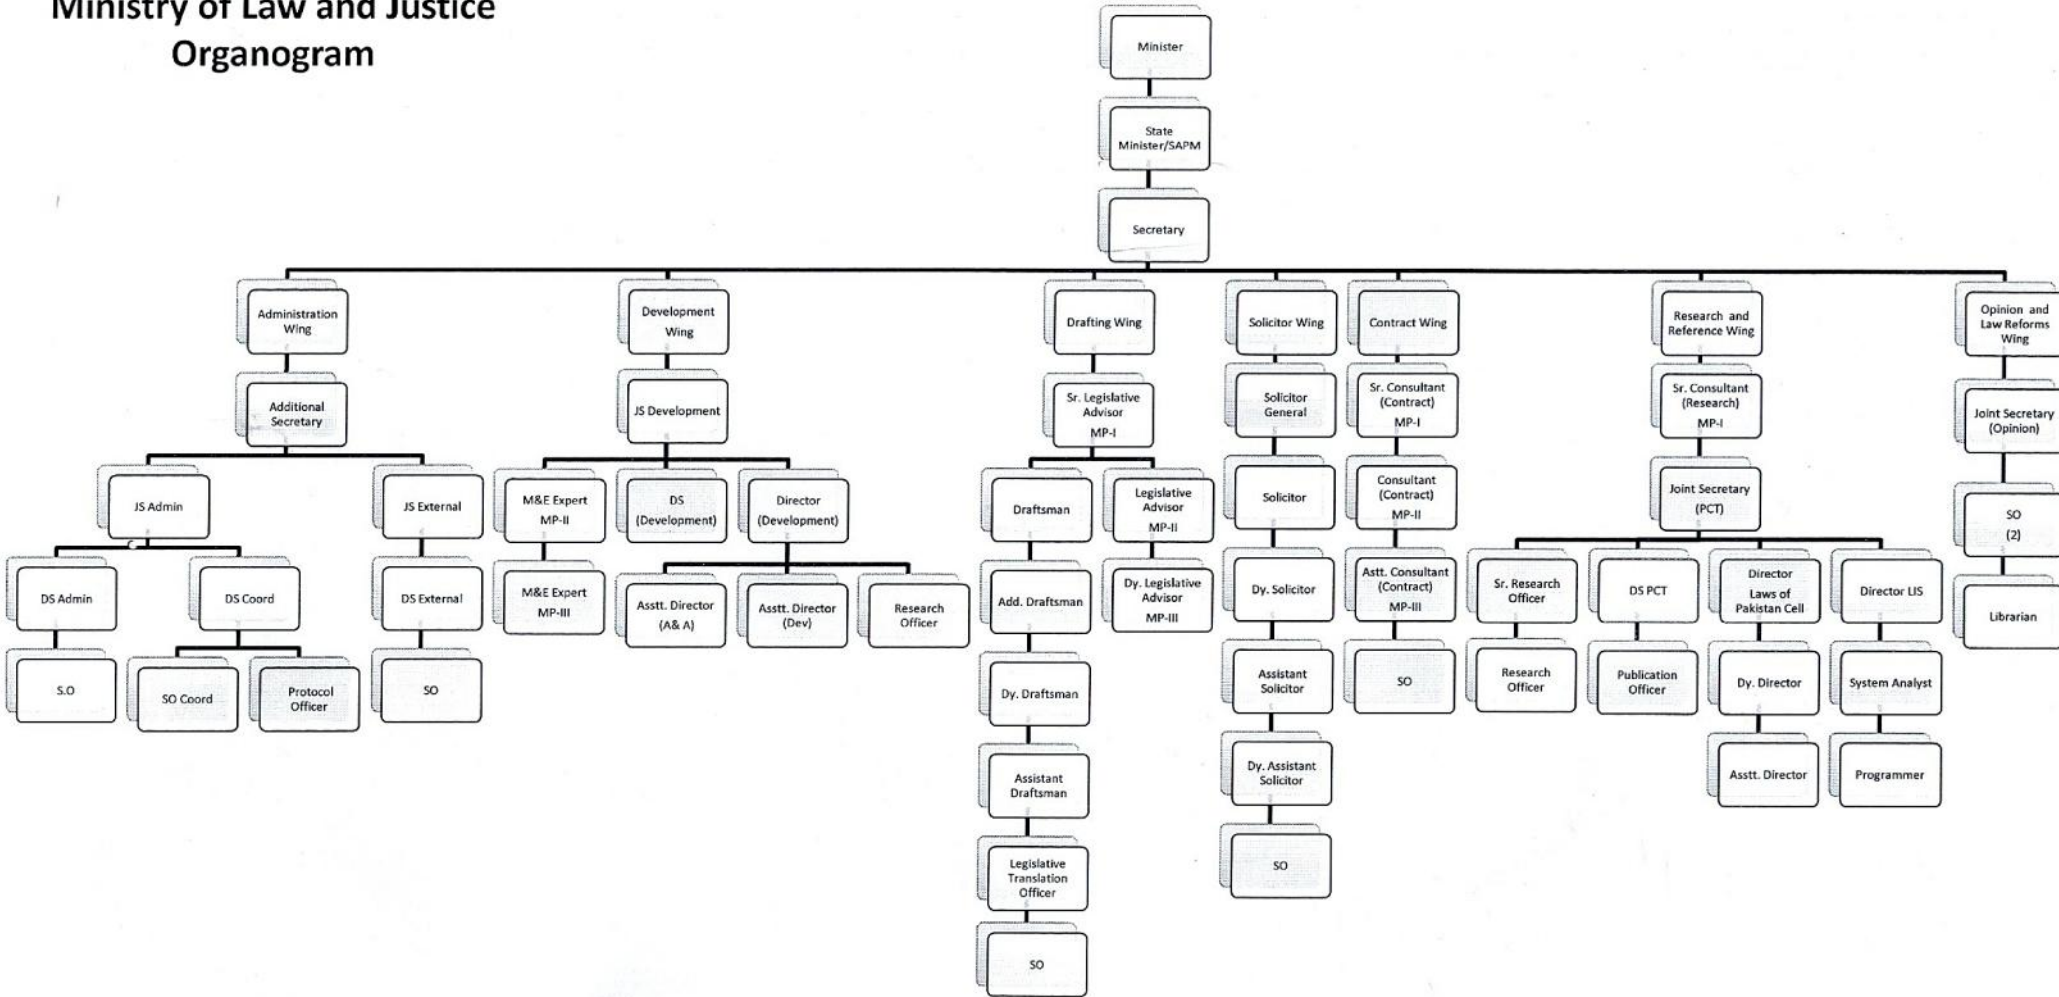 Ministry of Law and Justice
Organogram
Minister
State
Minister/SAPM
Secretary
Administration
Wing
Development
Wing
Drafting Wing
Solicitor Wing
Contract Wing
Research and
Reference Wing
Opinion and
Law Reforms
Wing
Additional
Secretary
JS Development
Sr. Legislative
Advisor
MP-I
Solicitor
General
Sr. Consultant
(Contract)
MP-I
Sr. Consultant
(Research)
MP-I
Joint Secretary
(Opinion)
JS Admin
JS External
M&E Expert
MP-II
DS
(Development)
Director
(Development)
Draftsman
Legislative
Advisor
MP-II
Solicitor
Consultant
(Contract)
MP-II
Joint Secretary
(PCT)
SO
(2)
DS Admin
DS Coord
DS External
M&E Expert
MP-III
Asstt. Director
(A& A)
Asstt. Director
(Dev)
Research
Officer
Add. Draftsman
Dy. Legislative
Advisor
MP-III
Dy. Solicitor
Astt. Consultant
(Contract)
MP-III
Sr. Research
Officer
DS PCT
Director
Laws of
Pakistan Cell
Director LIS
Librarian
S.O
SO Coord
Protocol
Officer
SO
Dy. Draftsman
Assistant
Solicitor
SO
Research
Officer
Publication
Officer
Dy. Director
System Analyst
Assistant
Draftsman
Dy. Assistant
Solicitor
Asstt. Director
Programmer
Legislative
Translation
Officer
SO
SO